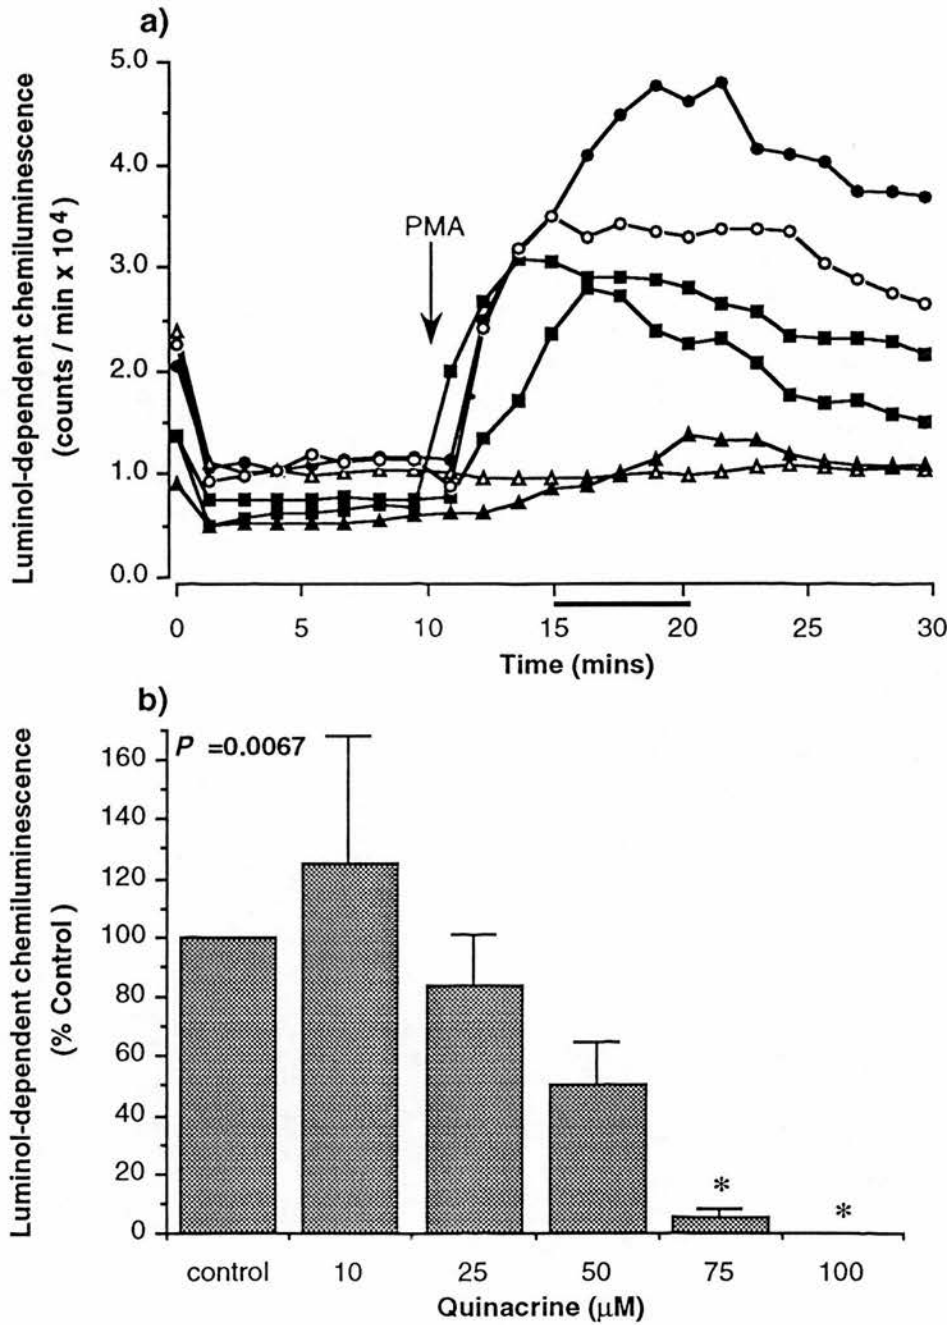 a)
Luminol-dependent chemiluminescence
(counts / min x 10⁴)
5.0
4.0
3.0
2.0
1.0
0.0
PMA
0 5 10 15 20 25 30
Time (mins)
b)
Luminol-dependent chemiluminescence
(% Control )
P =0.0067
160
140
120
100
80
60
40
20
0
* *
control 10 25 50 75 100
Quinacrine (μM)